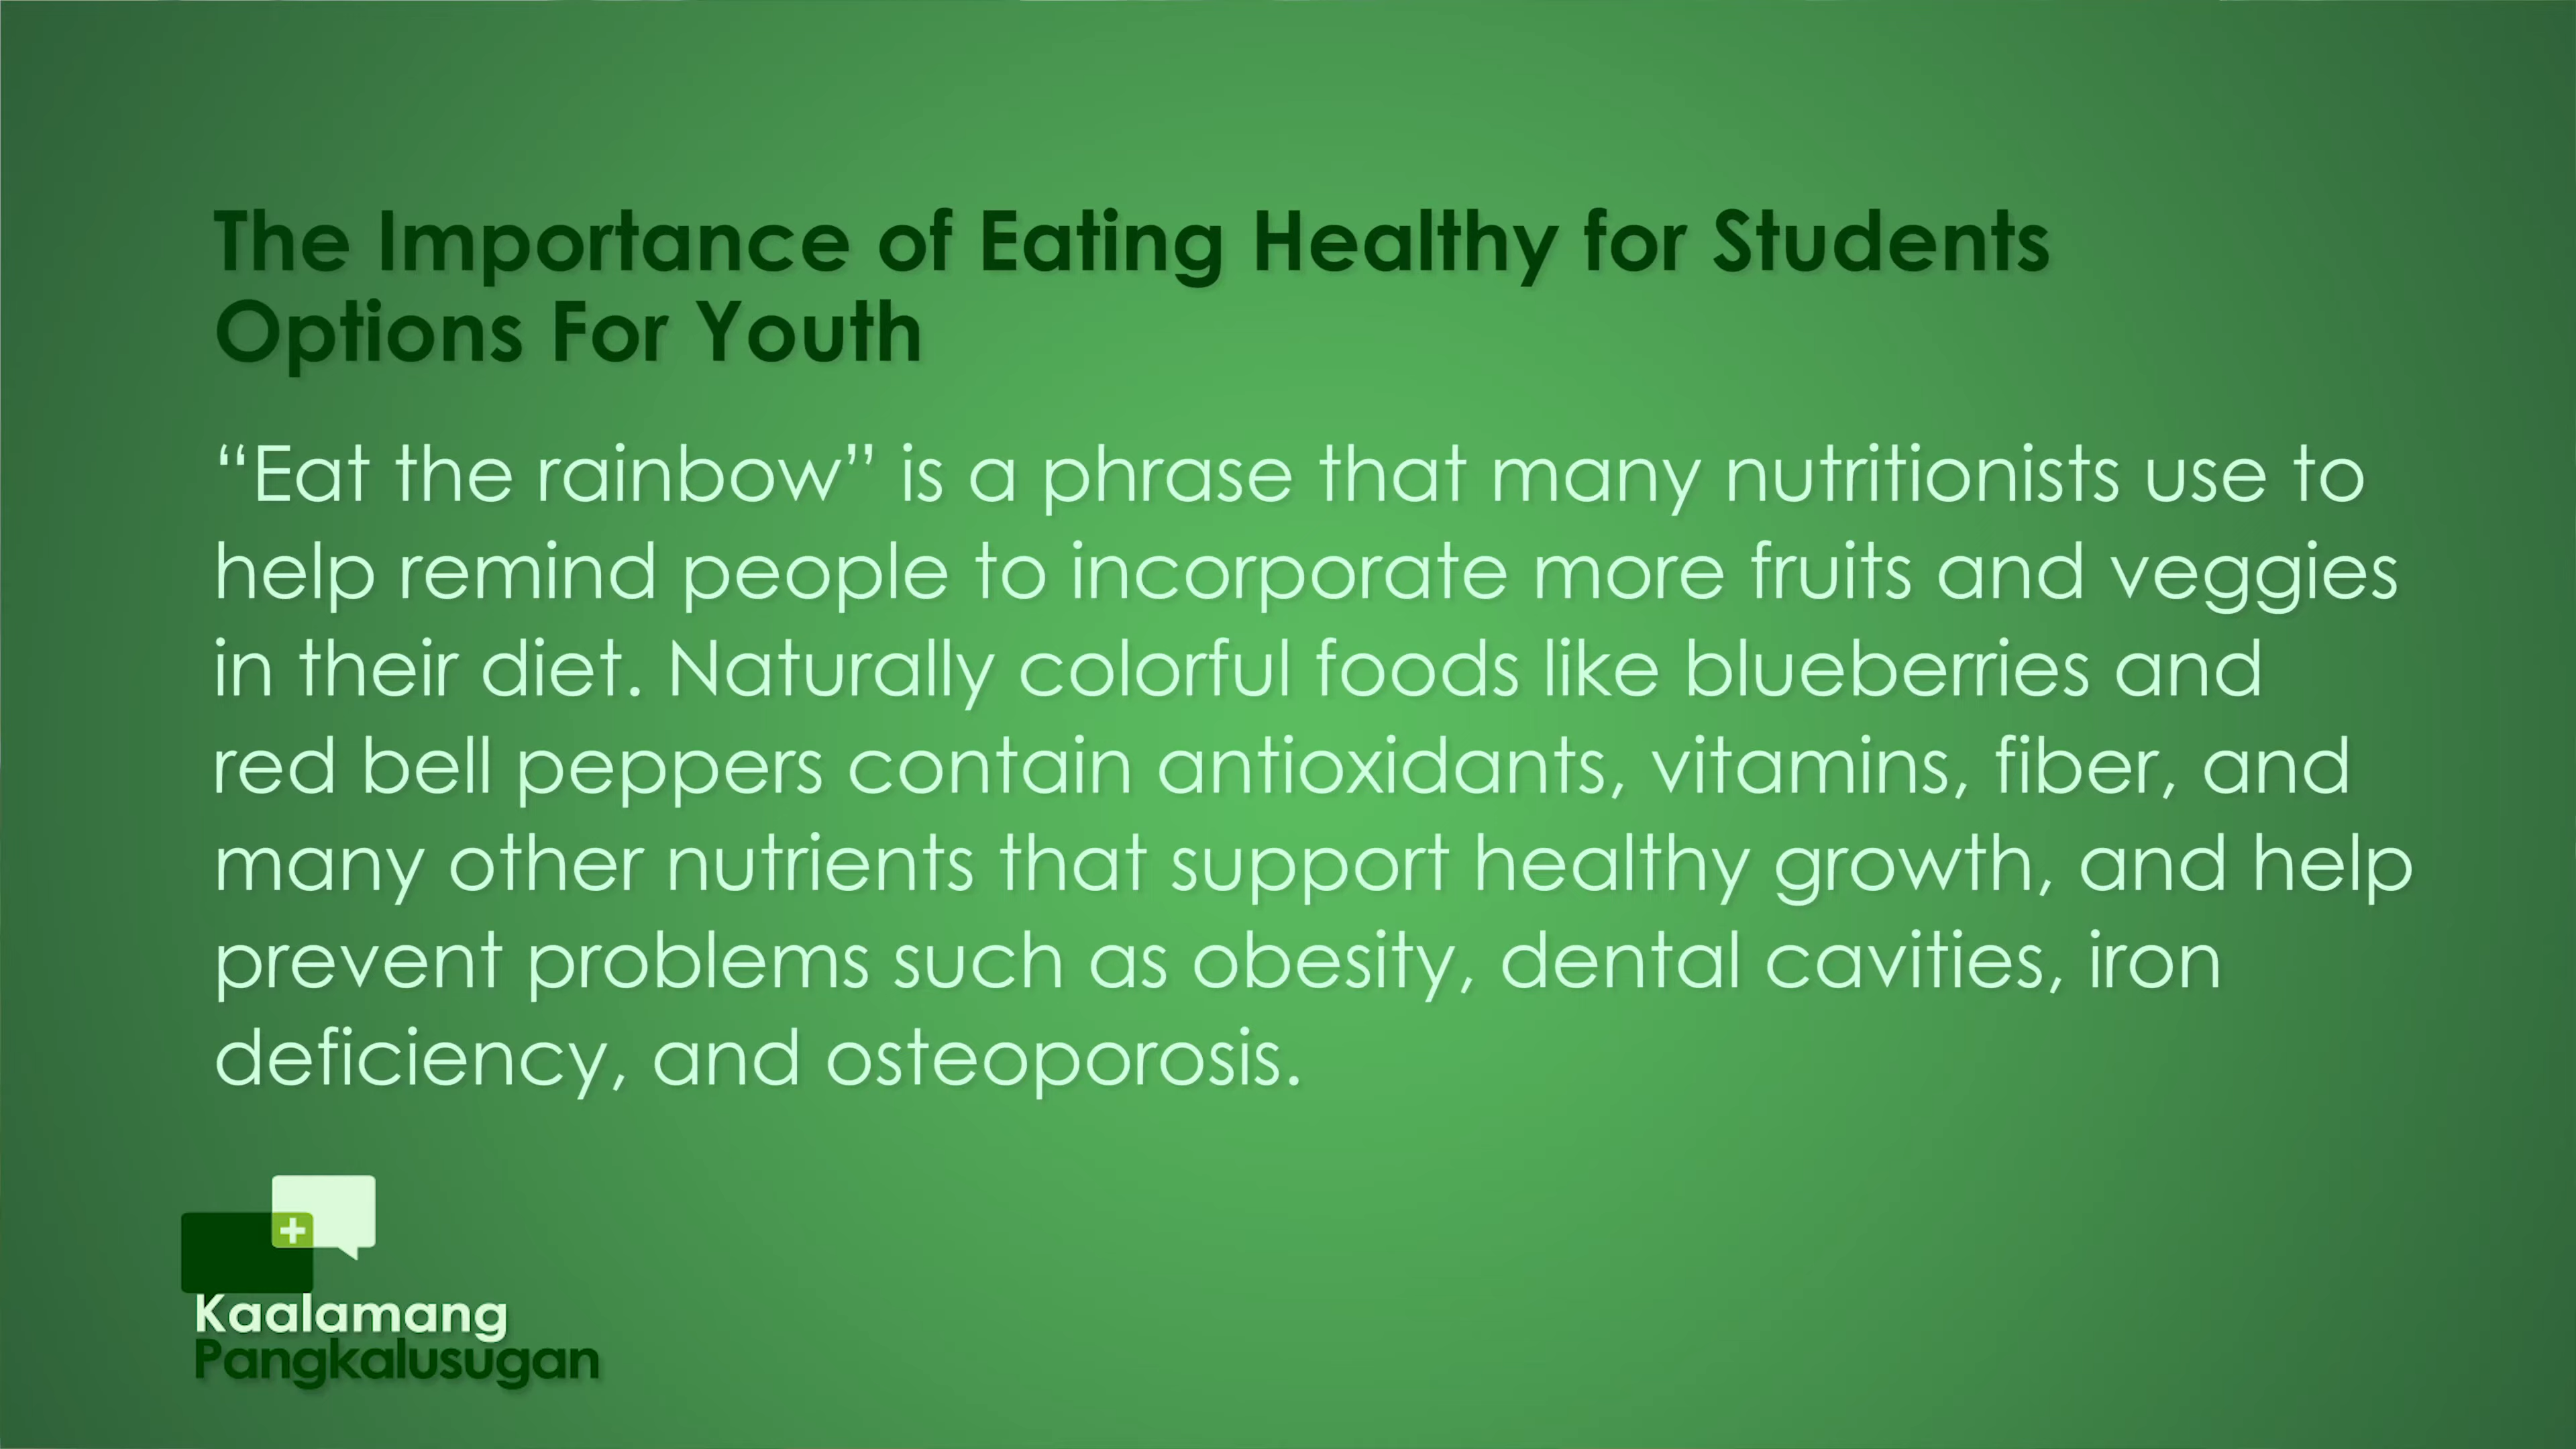 The Importance of Eating Healthy for Students
Options For Youth
“Eat the rainbow” is a phrase that many nutritionists use to
help remind people to incorporate more fruits and veggies
in their diet. Naturally colorful foods like blueberries and
red bell peppers contain antioxidants, vitamins, fiber, and
many other nutrients that support healthy growth, and help
prevent problems such as obesity, dental cavities, iron
deficiency, and osteoporosis.
Kaalamang
Pangkalusugan